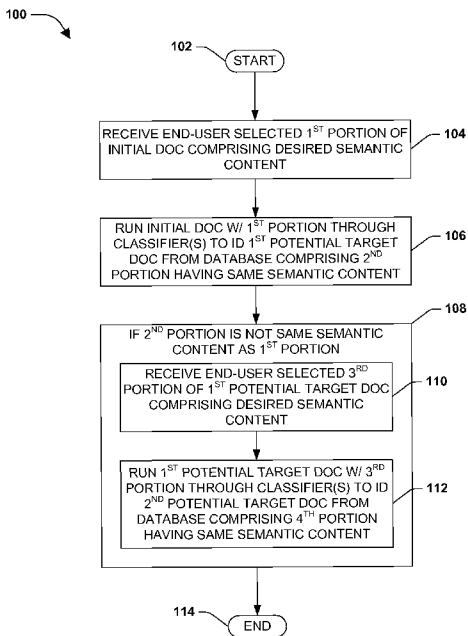 100
102
START
RECEIVE END-USER SELECTED 1ST PORTION OF
INITIAL DOC COMPRISING DESIRED SEMANTIC
CONTENT
104
RUN INITIAL DOC W/ 1ST PORTION THROUGH
CLASSIFIER(S) TO ID 1ST POTENTIAL TARGET
DOC FROM DATABASE COMPRISING 2ND
PORTION HAVING SAME SEMANTIC CONTENT
106
108
IF 2ND PORTION IS NOT SAME SEMANTIC
CONTENT AS 1ST PORTION
RECEIVE END-USER SELECTED 3RD
PORTION OF 1ST POTENTIAL TARGET DOC
COMPRISING DESIRED SEMANTIC
CONTENT
110
RUN 1ST POTENTIAL TARGET DOC W/ 3RD
PORTION THROUGH CLASSIFIER(S) TO ID
2ND POTENTIAL TARGET DOC FROM
DATABASE COMPRISING 4TH PORTION
HAVING SAME SEMANTIC CONTENT
112
114
END